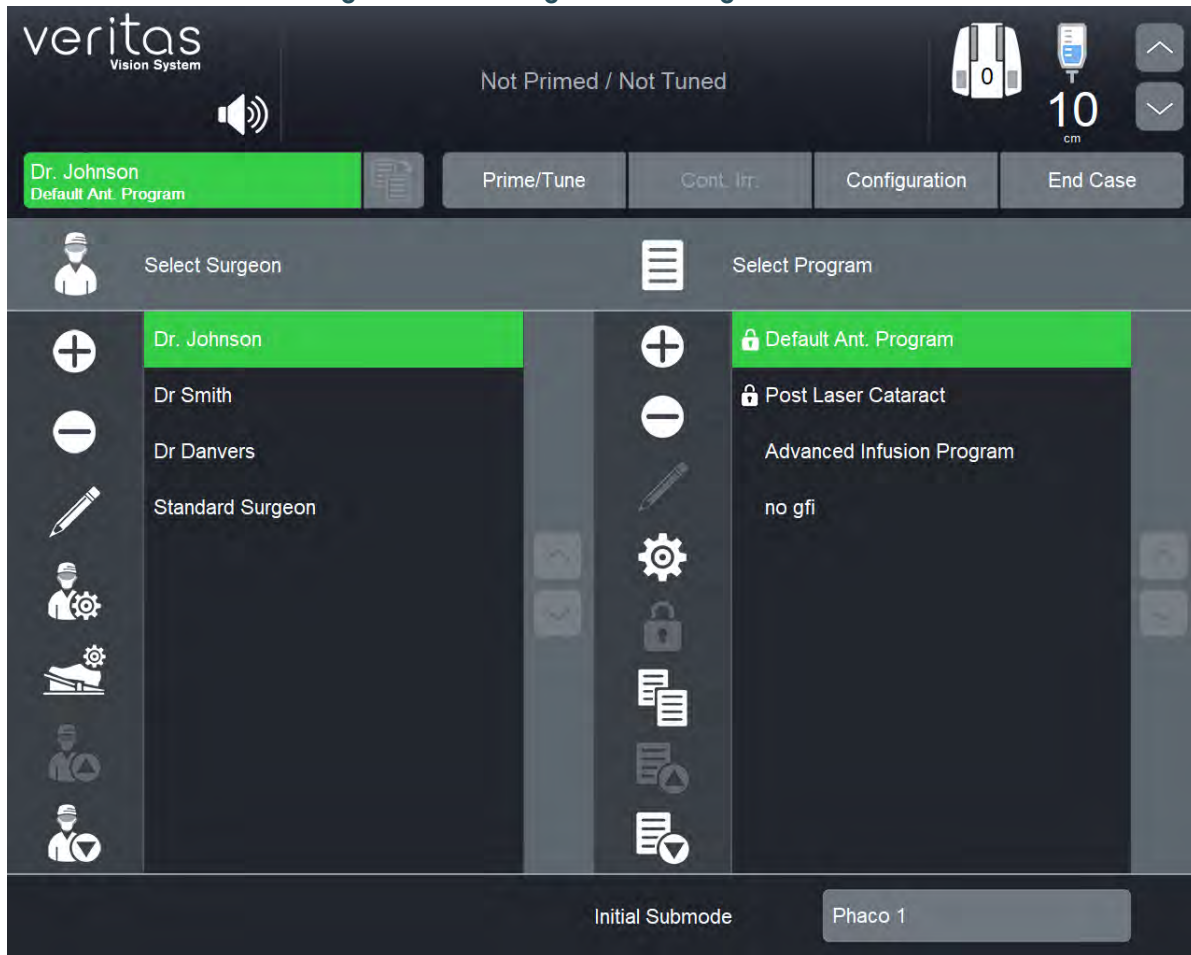 veritas
Vision System
Not Primed / Not Tuned
0
10
cm
Dr. Johnson
Default Ant. Program
Prime/Tune
Cont. Irr.
Configuration
End Case
Select Surgeon
Select Program
Dr. Johnson
Dr Smith
Dr Danvers
Standard Surgeon
Default Ant. Program
Post Laser Cataract
Advanced Infusion Program
no gfi
Initial Submode
Phaco 1